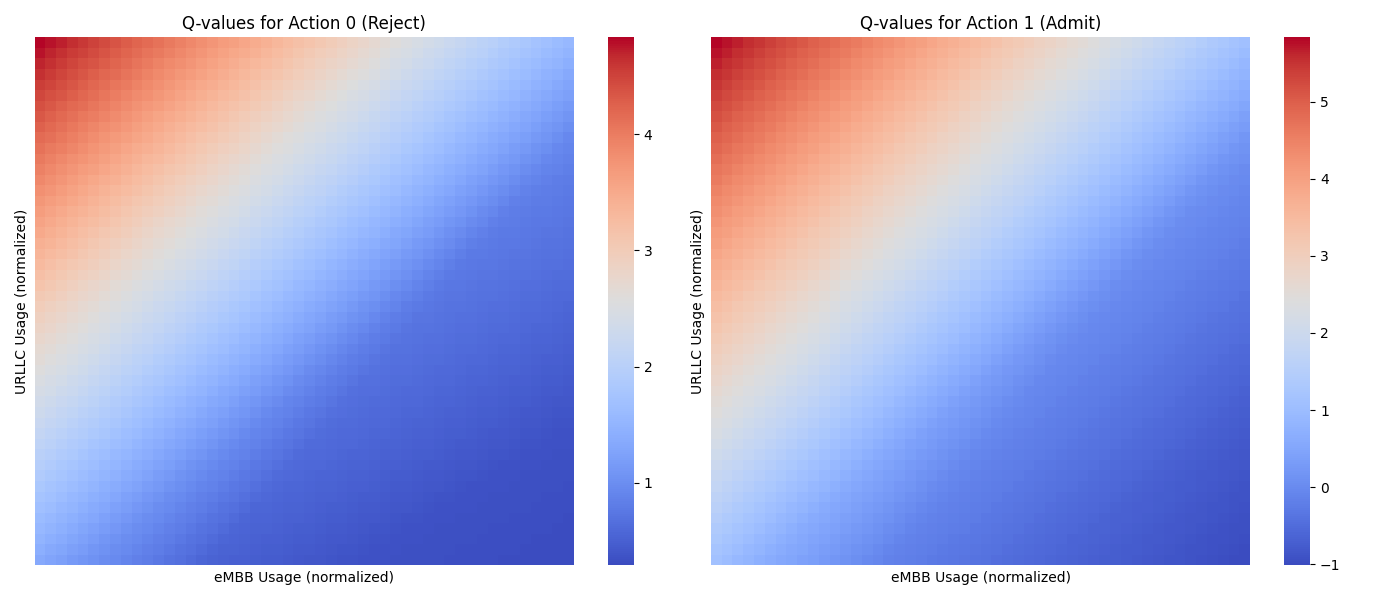 Q-values for Action 0 (Reject)
URLLC Usage (normalized)
eMBB Usage (normalized)
4
3
2
1
Q-values for Action 1 (Admit)
URLLC Usage (normalized)
eMBB Usage (normalized)
5
4
3
2
1
0
−1